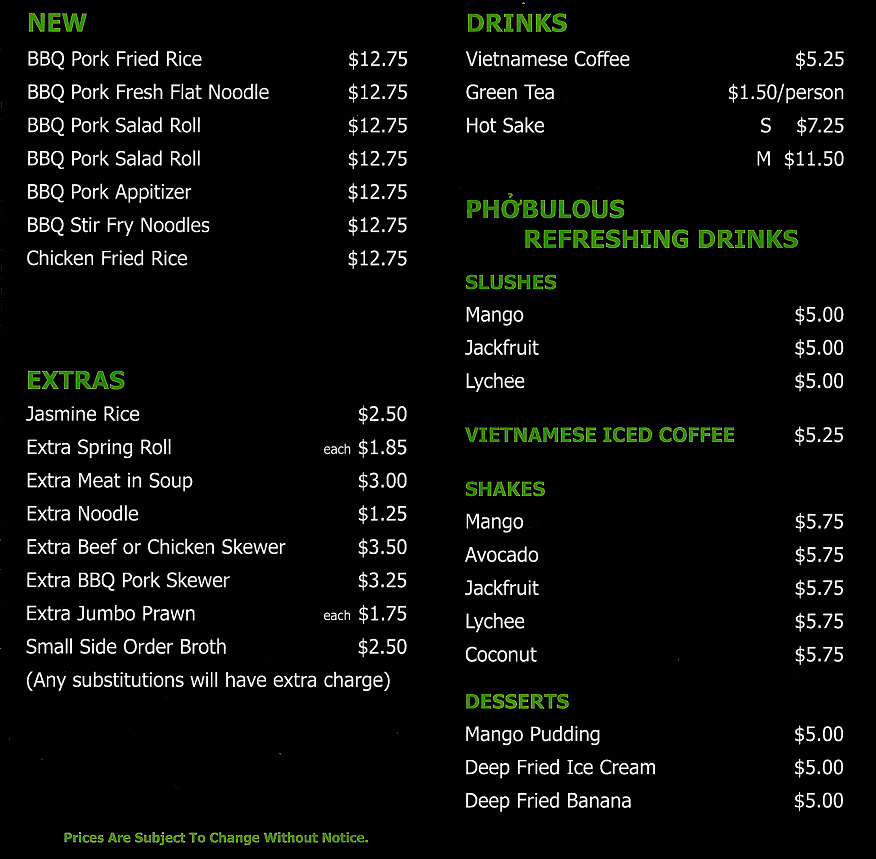 NEW
BBQ Pork Fried Rice $12.75
BBQ Pork Fresh Flat Noodle $12.75
BBQ Pork Salad Roll $12.75
BBQ Pork Salad Roll $12.75
BBQ Pork Appitizer $12.75
BBQ Stir Fry Noodles $12.75
Chicken Fried Rice $12.75
EXTRAS
Jasmine Rice $2.50
Extra Spring Roll each $1.85
Extra Meat in Soup $3.00
Extra Noodle $1.25
Extra Beef or Chicken Skewer $3.50
Extra BBQ Pork Skewer $3.25
Extra Jumbo Prawn each $1.75
Small Side Order Broth $2.50
(Any substitutions will have extra charge)
Prices Are Subject To Change Without Notice.
DRINKS
Vietnamese Coffee $5.25
Green Tea $1.50/person
Hot Sake S $7.25
M $11.50
PHỞBULOUS
REFRESHING DRINKS
SLUSHES
Mango $5.00
Jackfruit $5.00
Lychee $5.00
VIETNAMESE ICED COFFEE $5.25
SHAKES
Mango $5.75
Avocado $5.75
Jackfruit $5.75
Lychee $5.75
Coconut $5.75
DESSERTS
Mango Pudding $5.00
Deep Fried Ice Cream $5.00
Deep Fried Banana $5.00